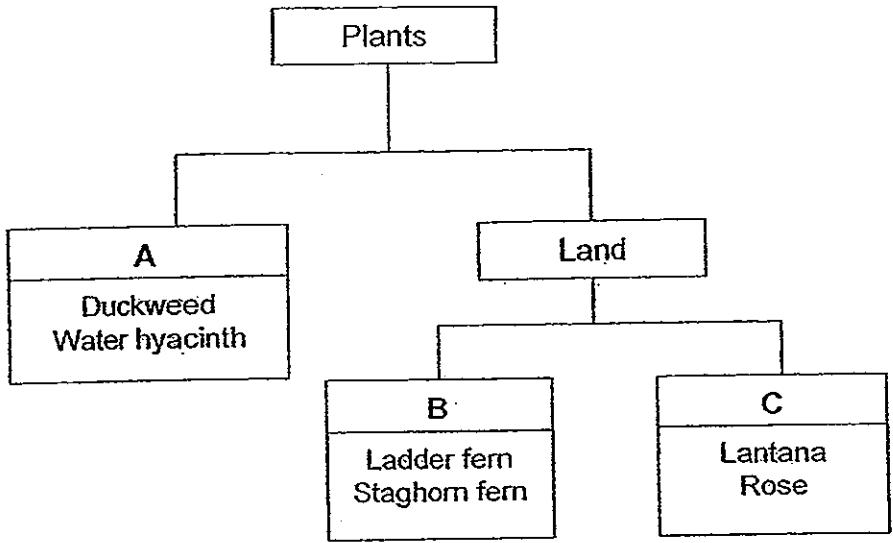 Plants
A
Duckweed
Water hyacinth
Land
B
Ladder fern
Staghorn fern
C
Lantana
Rose